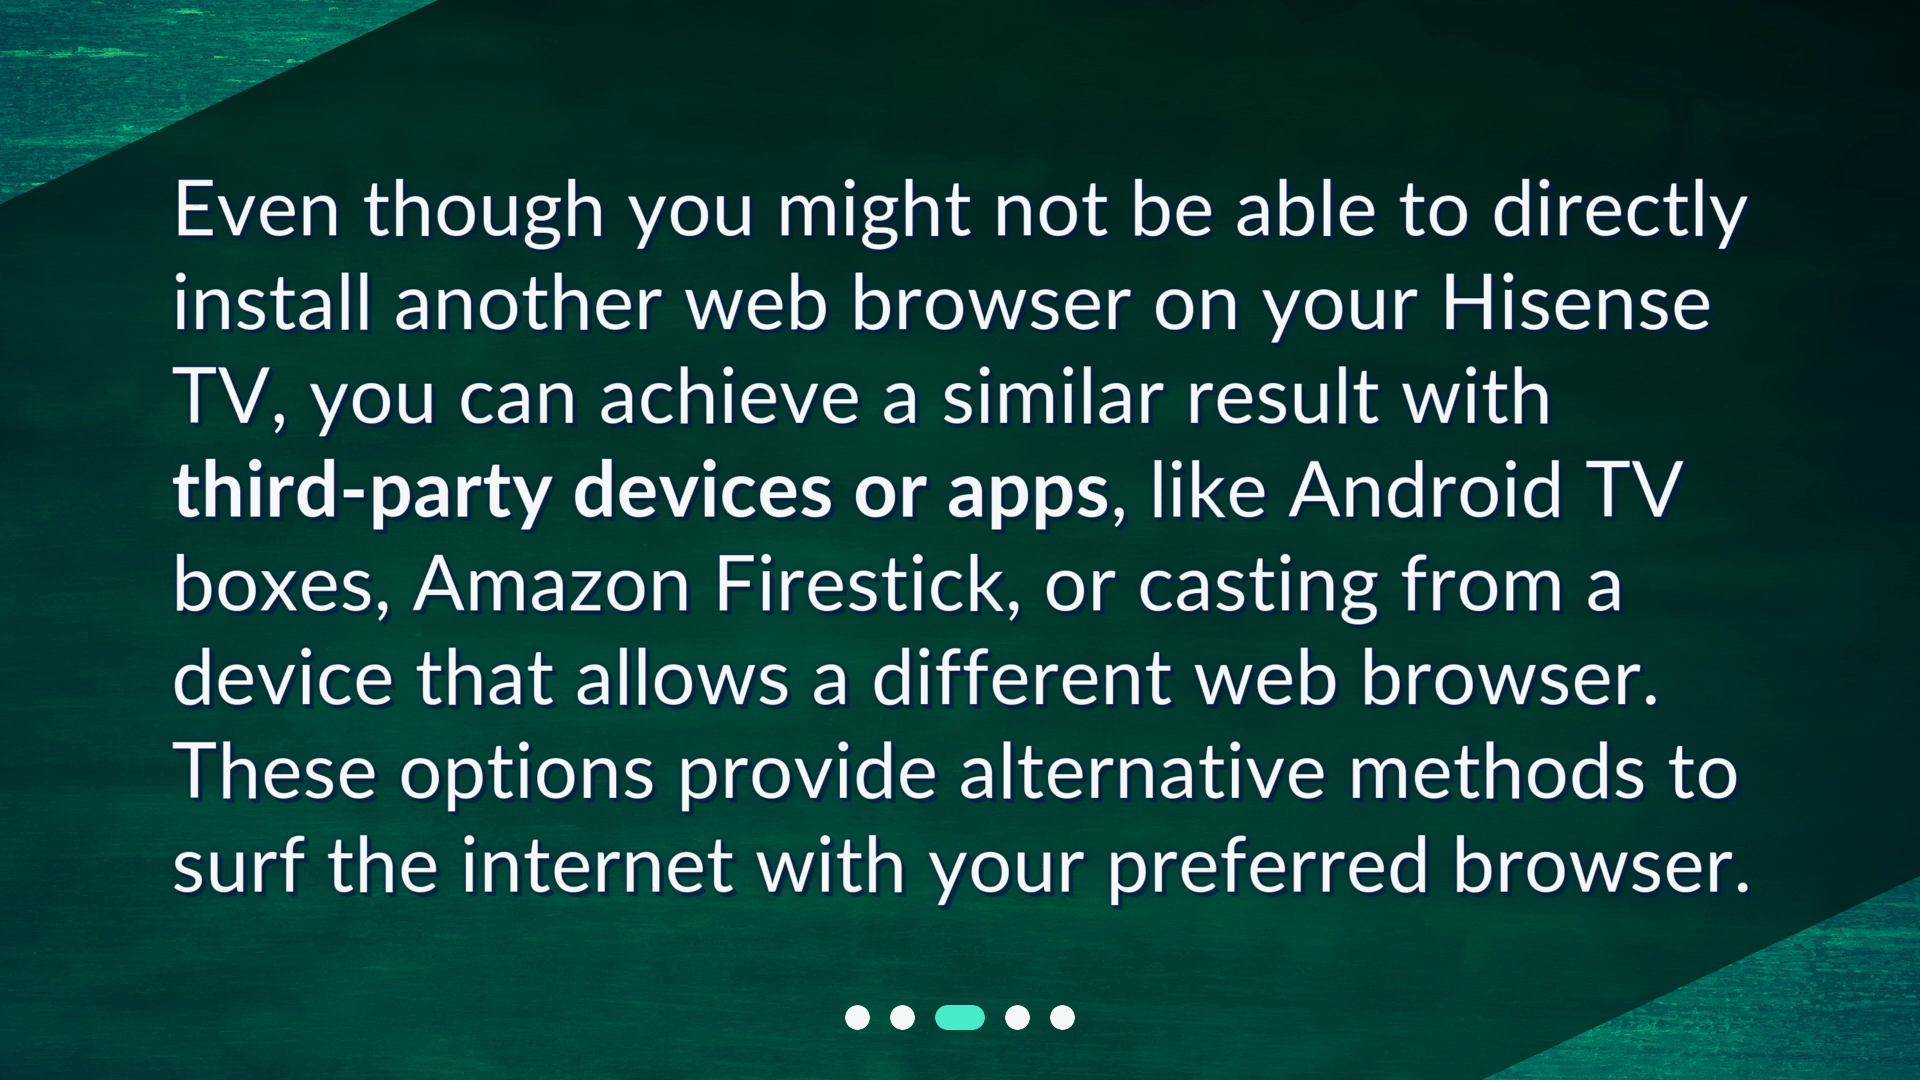 Even though you might not be able to directly
install another web browser on your Hisense
TV, you can achieve a similar result with
third-party devices or apps, like Android TV
boxes, Amazon Firestick, or casting from a
device that allows a different web browser.
These options provide alternative methods to
surf the internet with your preferred browser.